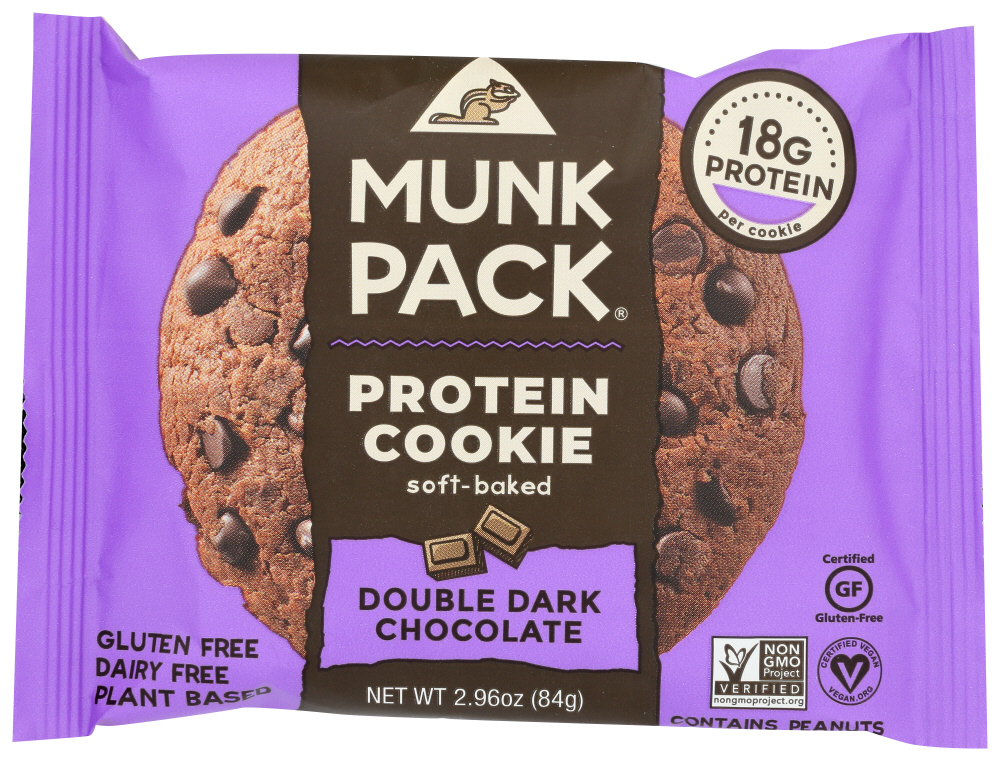 MUNK
PACK®
PROTEIN
COOKIE
soft-baked
DOUBLE DARK
CHOCOLATE
NET WT 2.96oz (84g)
18G
PROTEIN
per cookie
GLUTEN FREE
DAIRY FREE
PLANT BASED
Certified
GF
Gluten-Free
NON
GMO
Project
VERIFIED
nongmoproject.org
CERTIFIED VEGAN
VEGAN.ORG
CONTAINS PEANUTS